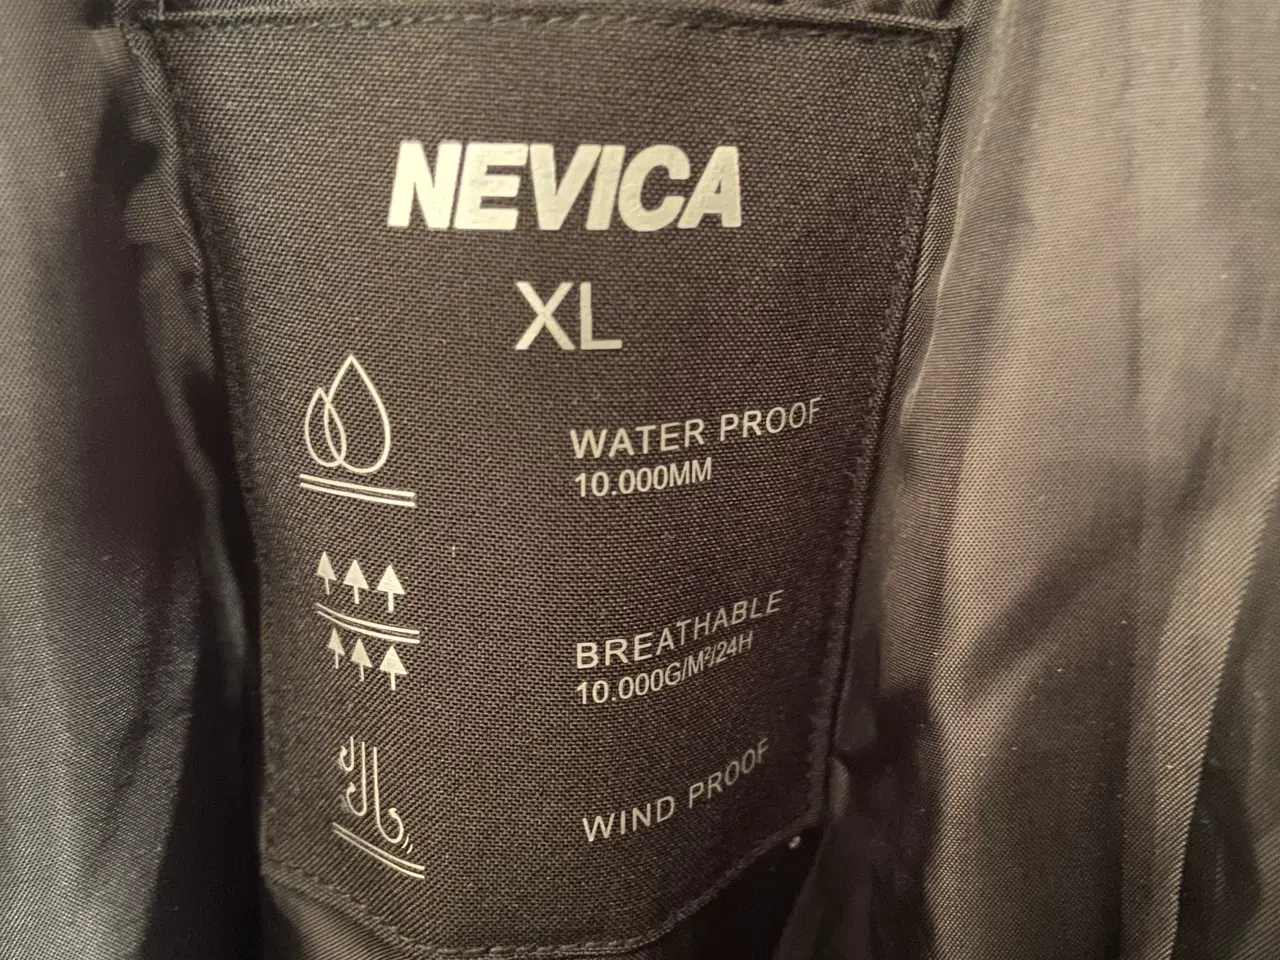 NEVICA
XL
WATER PROOF
10.000MM
BREATHABLE
10.000G/M²/24H
WIND PROOF